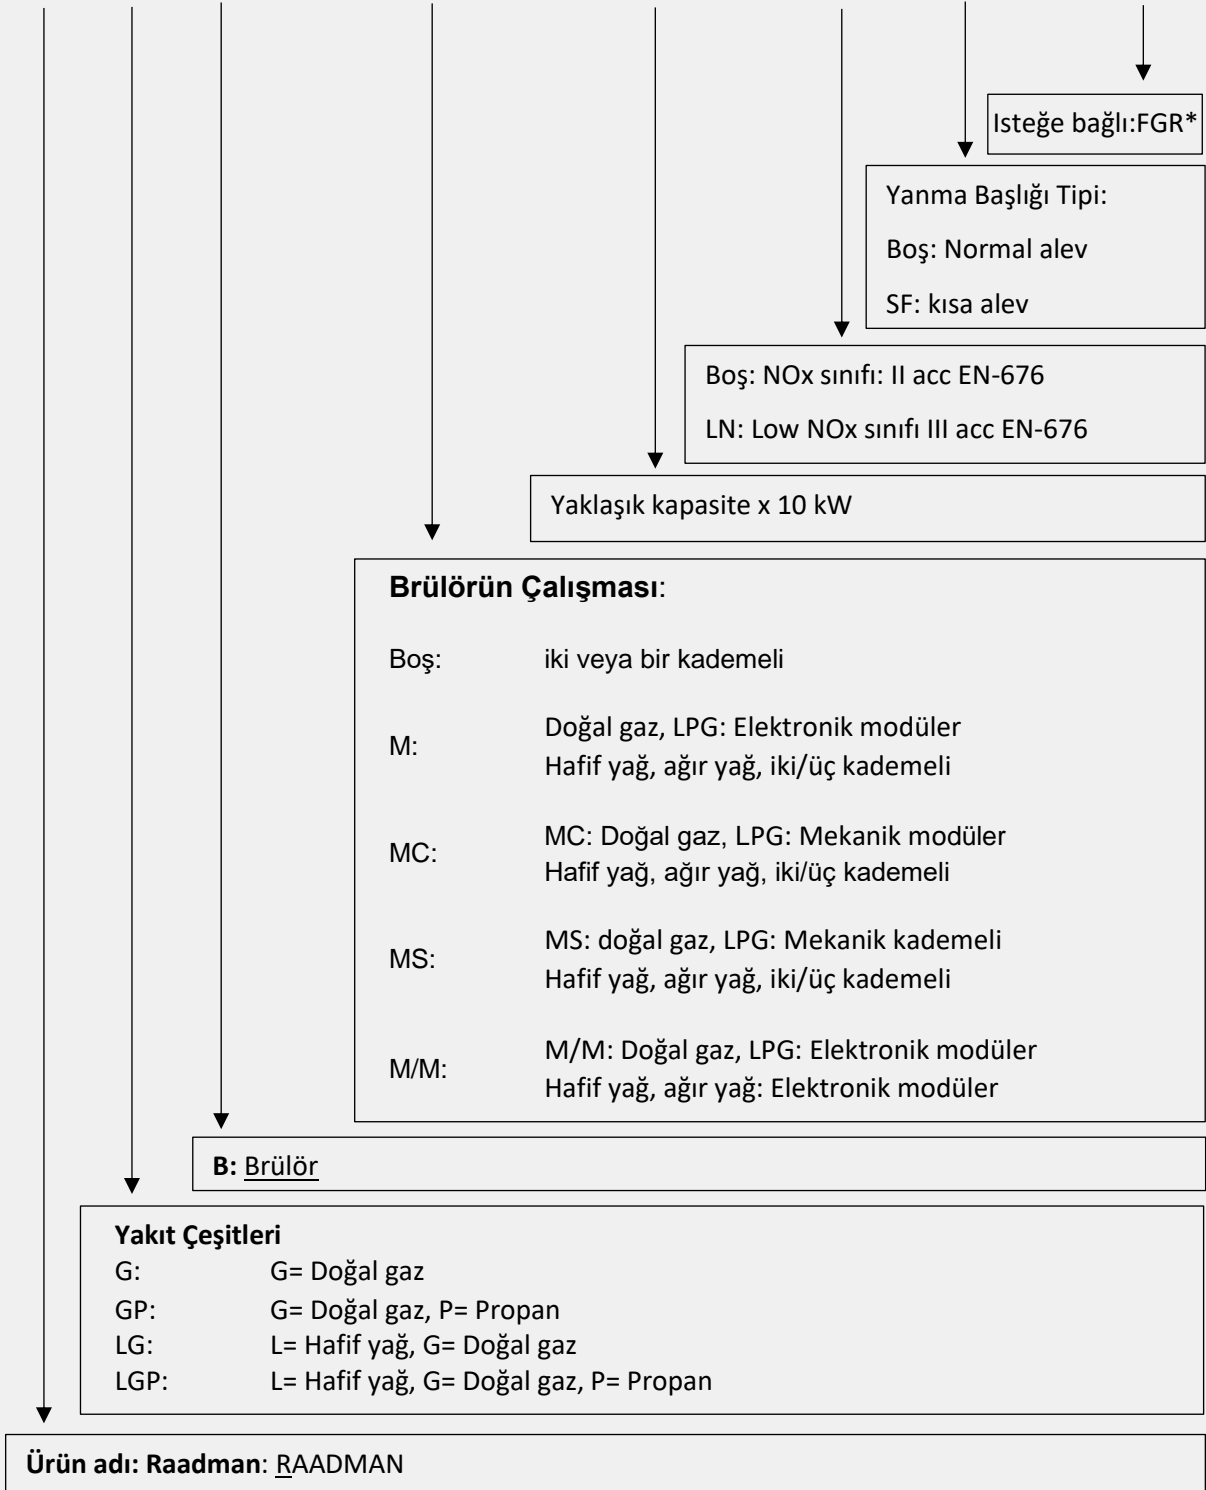 Isteğe bağlı:FGR*
Yanma Başlığı Tipi:
Boş: Normal alev
SF: kısa alev
Boş: NOx sınıfı: II acc EN-676
LN: Low NOx sınıfı III acc EN-676
Yaklaşık kapasite x 10 kW
Brülörün Çalışması:
Boş: iki veya bir kademeli
M: Doğal gaz, LPG: Elektronik modüler
Hafif yağ, ağır yağ, iki/üç kademeli
MC: MC: Doğal gaz, LPG: Mekanik modüler
Hafif yağ, ağır yağ, iki/üç kademeli
MS: MS: doğal gaz, LPG: Mekanik kademeli
Hafif yağ, ağır yağ, iki/üç kademeli
M/M: M/M: Doğal gaz, LPG: Elektronik modüler
Hafif yağ, ağır yağ: Elektronik modüler
B: Brülör
Yakıt Çeşitleri
G: G= Doğal gaz
GP: G= Doğal gaz, P= Propan
LG: L= Hafif yağ, G= Doğal gaz
LGP: L= Hafif yağ, G= Doğal gaz, P= Propan
Ürün adı: Raadman: RAADMAN